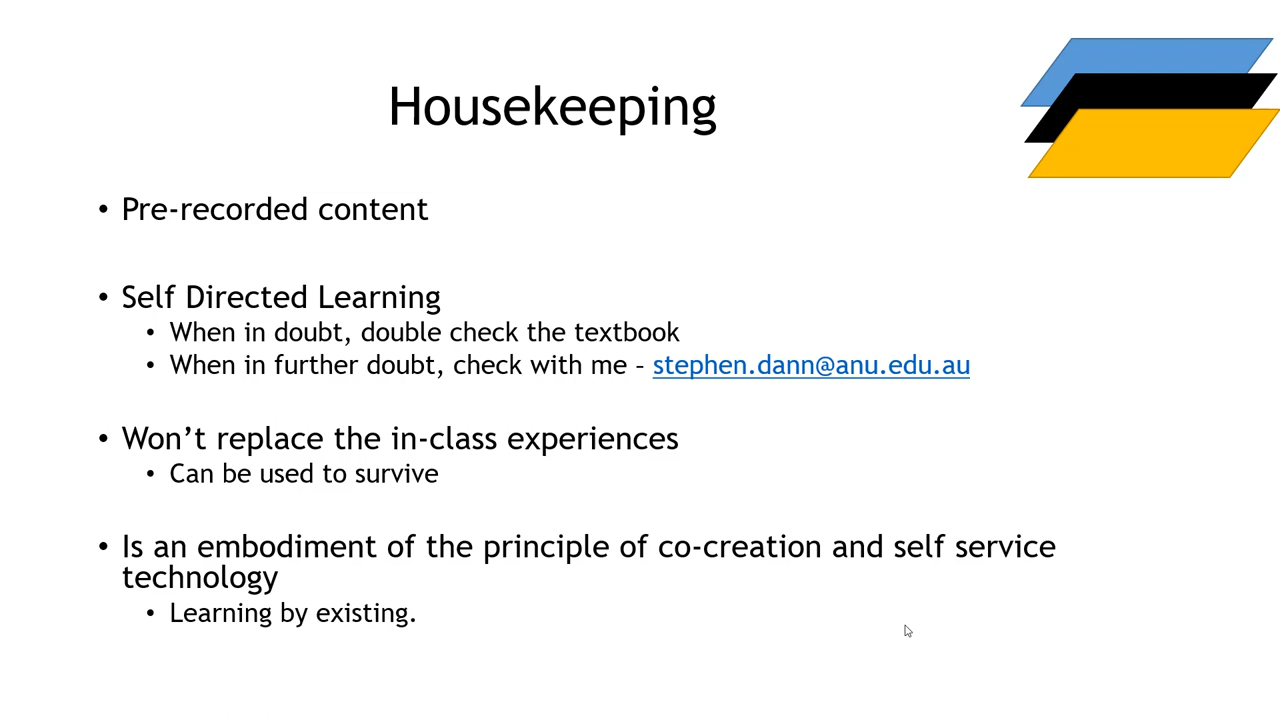 Housekeeping
• Pre-recorded content
• Self Directed Learning
• When in doubt, double check the textbook
• When in further doubt, check with me – stephen.dann@anu.edu.au
• Won’t replace the in-class experiences
• Can be used to survive
• Is an embodiment of the principle of co-creation and self service
technology
• Learning by existing.